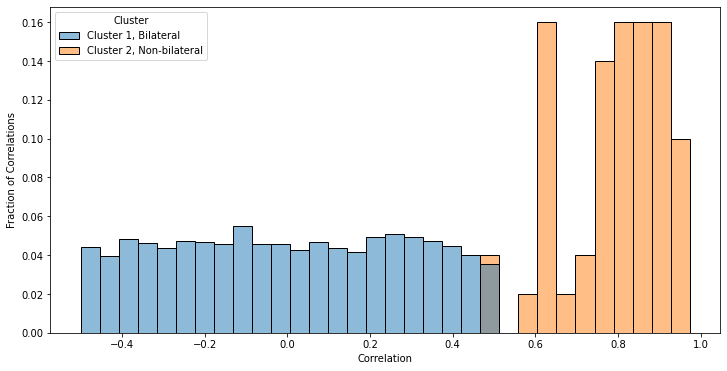 Cluster
Cluster 1, Bilateral
Cluster 2, Non-bilateral
Fraction of Correlations
0.16
0.14
0.12
0.10
0.08
0.06
0.04
0.02
0.00
−0.4 −0.2 0.0 0.2 0.4 0.6 0.8 1.0
Correlation